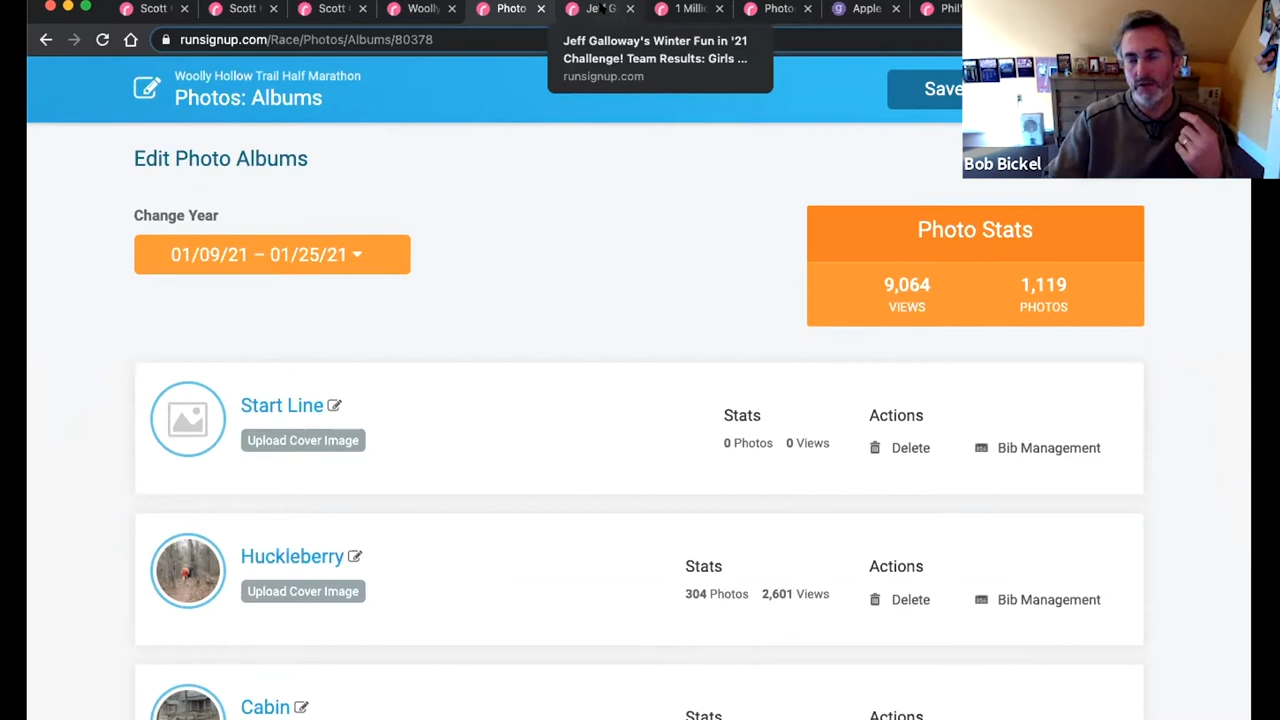 Scott
Scott
Scott
Woolly
Photo
Je
G
1 Millic
Photo
Apple
Phil'
runsignup.com/Race/Photos/Albums/80378
Jeff Galloway's Winter Fun in '21
Challenge! Team Results: Girls ...
runsignup.com
Woolly Hollow Trail Half Marathon
Photos: Albums
Save
Bob Bickel
Edit Photo Albums
Change Year
01/09/21 – 01/25/21
Photo Stats
9,064
1,119
VIEWS
PHOTOS
Start Line
Upload Cover Image
Stats
0 Photos 0 Views
Actions
Delete
Bib Management
Huckleberry
Upload Cover Image
Stats
304 Photos 2,601 Views
Actions
Delete
Bib Management
Cabin
Stats
Actions